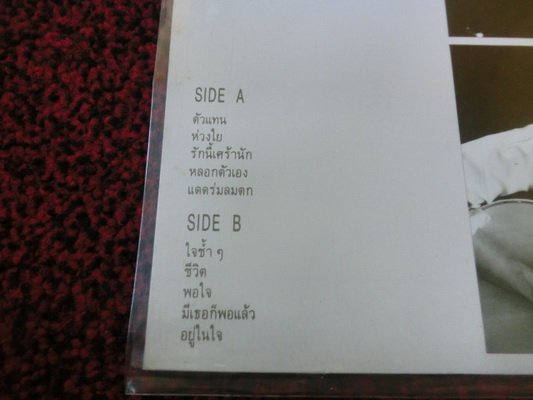 SIDE A
ตัวแทน
ห่วงใย
รักนี้เศร้านัก
หลอกตัวเอง
แดดร่มลมตก
SIDE B
ใจช้ำ ๆ
ชีวิต
พอใจ
มีเธอก็พอแล้ว
อยู่ในใจ